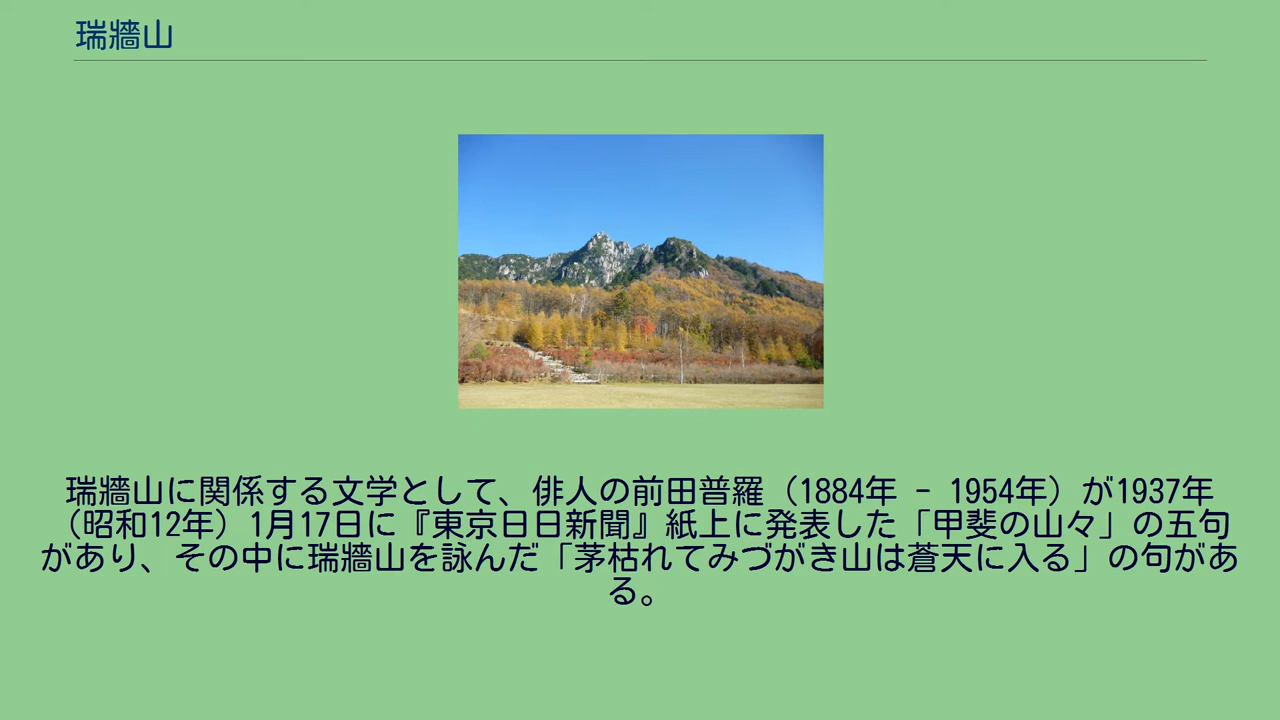 瑞牆山
瑞牆山に関係する文学として、俳人の前田普羅（1884年 - 1954年）が1937年
（昭和12年）1月17日に『東京日日新聞』紙上に発表した「甲斐の山々」の五句
があり、その中に瑞牆山を詠んだ「茅枯れてみづがき山は蒼天に入る」の句があ
る。